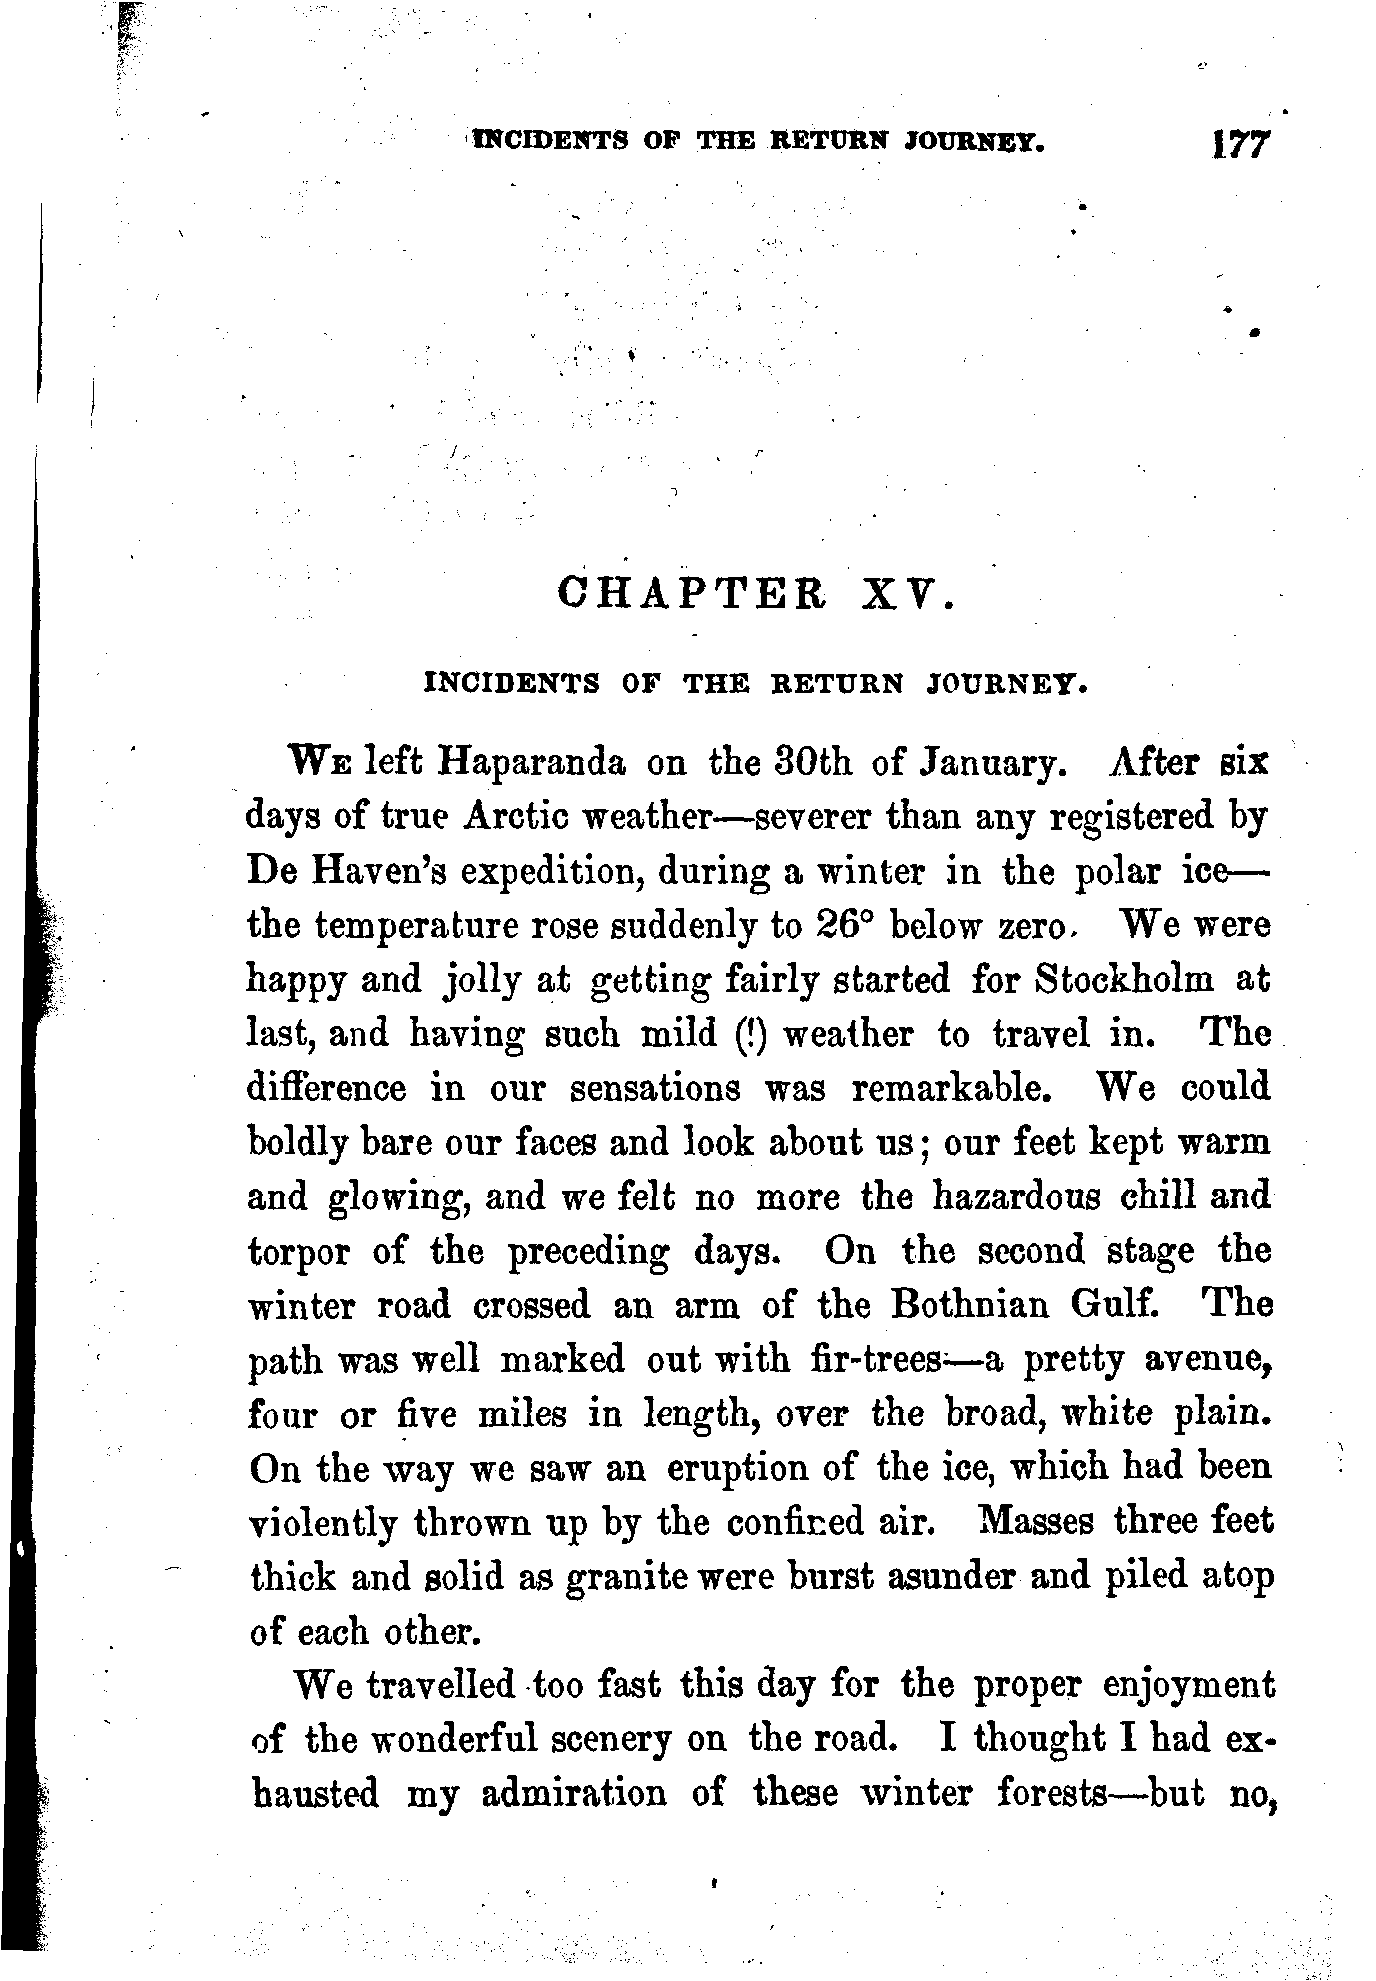 INCIDENTS OF THE RETURN JOURNEY. 177
CHAPTER XV.
INCIDENTS OF THE RETURN JOURNEY.
WE left Haparanda on the 30th of January. After six
days of true Arctic weather—severer than any registered by
De Haven's expedition, during a winter in the polar ice—
the temperature rose suddenly to 26° below zero. We were
happy and jolly at getting fairly started for Stockholm at
last, and having such mild (!) weather to travel in. The
difference in our sensations was remarkable. We could
boldly bare our faces and look about us; our feet kept warm
and glowing, and we felt no more the hazardous chill and
torpor of the preceding days. On the second stage the
winter road crossed an arm of the Bothnian Gulf. The
path was well marked out with fir-trees—a pretty avenue,
four or five miles in length, over the broad, white plain.
On the way we saw an eruption of the ice, which had been
violently thrown up by the confined air. Masses three feet
thick and solid as granite were burst asunder and piled atop
of each other.
We travelled too fast this day for the proper enjoyment
of the wonderful scenery on the road. I thought I had ex-
hausted my admiration of these winter forests—but no,